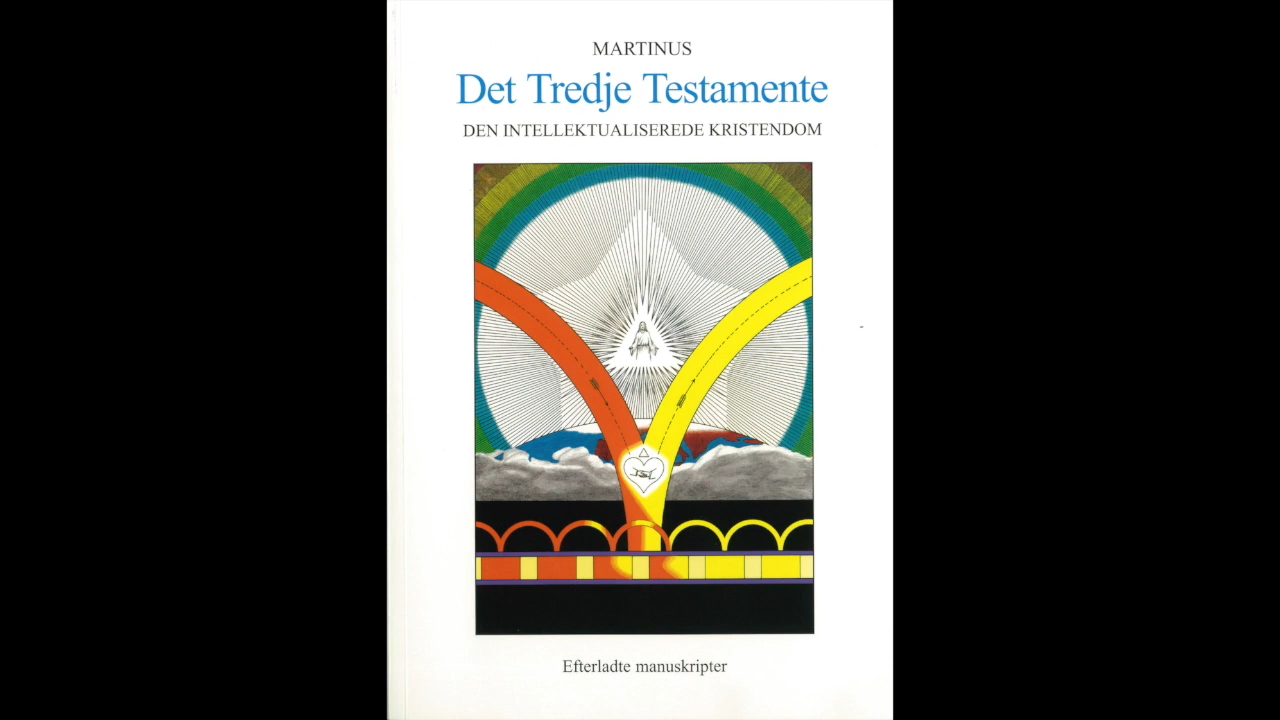 MARTINUS
Det Tredje Testamente
DEN INTELLEKTUALISEREDE KRISTENDOM
Efterladte manuskripter